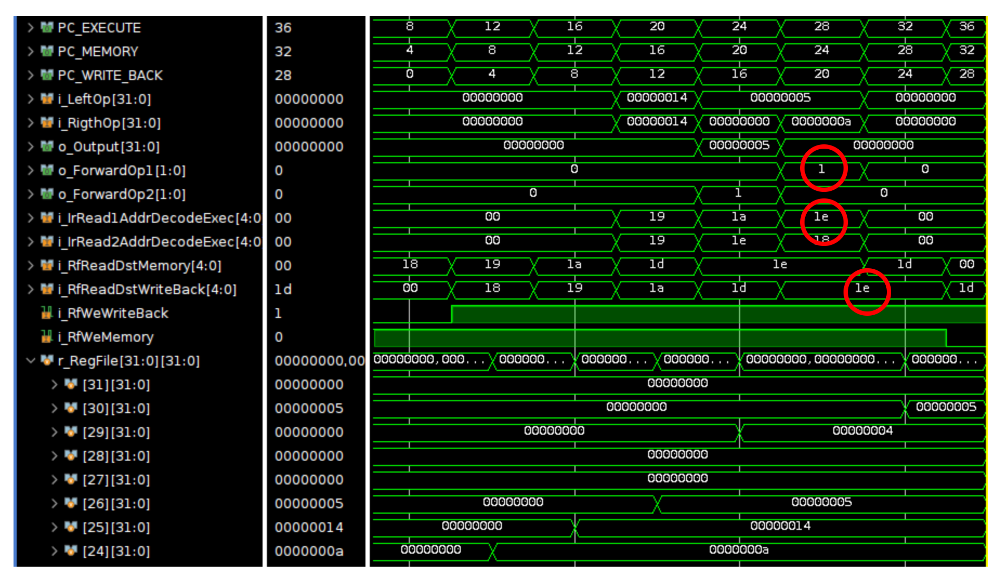 PC_EXECUTE 36 8 12 16 20 24 28 32 36
PC_MEMORY 32 4 8 12 16 20 24 28 32
PC_WRITE_BACK 28 0 4 8 12 16 20 24 28
i_LeftOp[31:0] 00000000 00000000 00000014 00000005 00000000
i_RigthOp[31:0] 00000000 00000000 00000014 00000000 0000000a 00000000
o_Output[31:0] 00000000 00000000 00000005 00000000
o_ForwardOp1[1:0] 0 0 1 0
o_ForwardOp2[1:0] 0 0 1 0
i_IrRead1AddrDecodeExec[4:0 00 00 19 1a 1e 00
i_IrRead2AddrDecodeExec[4:0 00 00 19 1e 18 00
i_RfReadDstMemory[4:0] 00 18 19 1a 1d 1e 1d 00
i_RfReadDstWriteBack[4:0] 1d 00 18 19 1a 1d 1e 1d
i_RfWeWriteBack 1
i_RfWeMemory 0
r_RegFile[31:0][31:0] 00000000,00 00000000,000... 000000... 000000... 000000... 00000000,00000000... 000000...
[31][31:0] 00000000 00000000
[30][31:0] 00000005 00000000 00000005
[29][31:0] 00000000 00000000 00000004
[28][31:0] 00000000 00000000
[27][31:0] 00000000 00000000
[26][31:0] 00000005 00000000 00000005
[25][31:0] 00000014 00000000 00000014
[24][31:0] 0000000a 00000000 0000000a